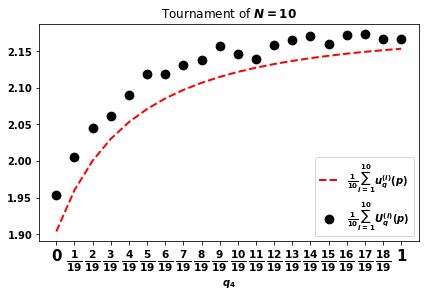 Tournament of N = 10
2.15
2.10
2.05
2.00
1.95
1.90
1/10 ∑_{i=1}^{10} u_q^{(i)}(p)
1/10 ∑_{i=1}^{10} U_q^{(i)}(p)
0 1/19 2/19 3/19 4/19 5/19 6/19 7/19 8/19 9/19 10/19 11/19 12/19 13/19 14/19 15/19 16/19 17/19 18/19 1
q₄